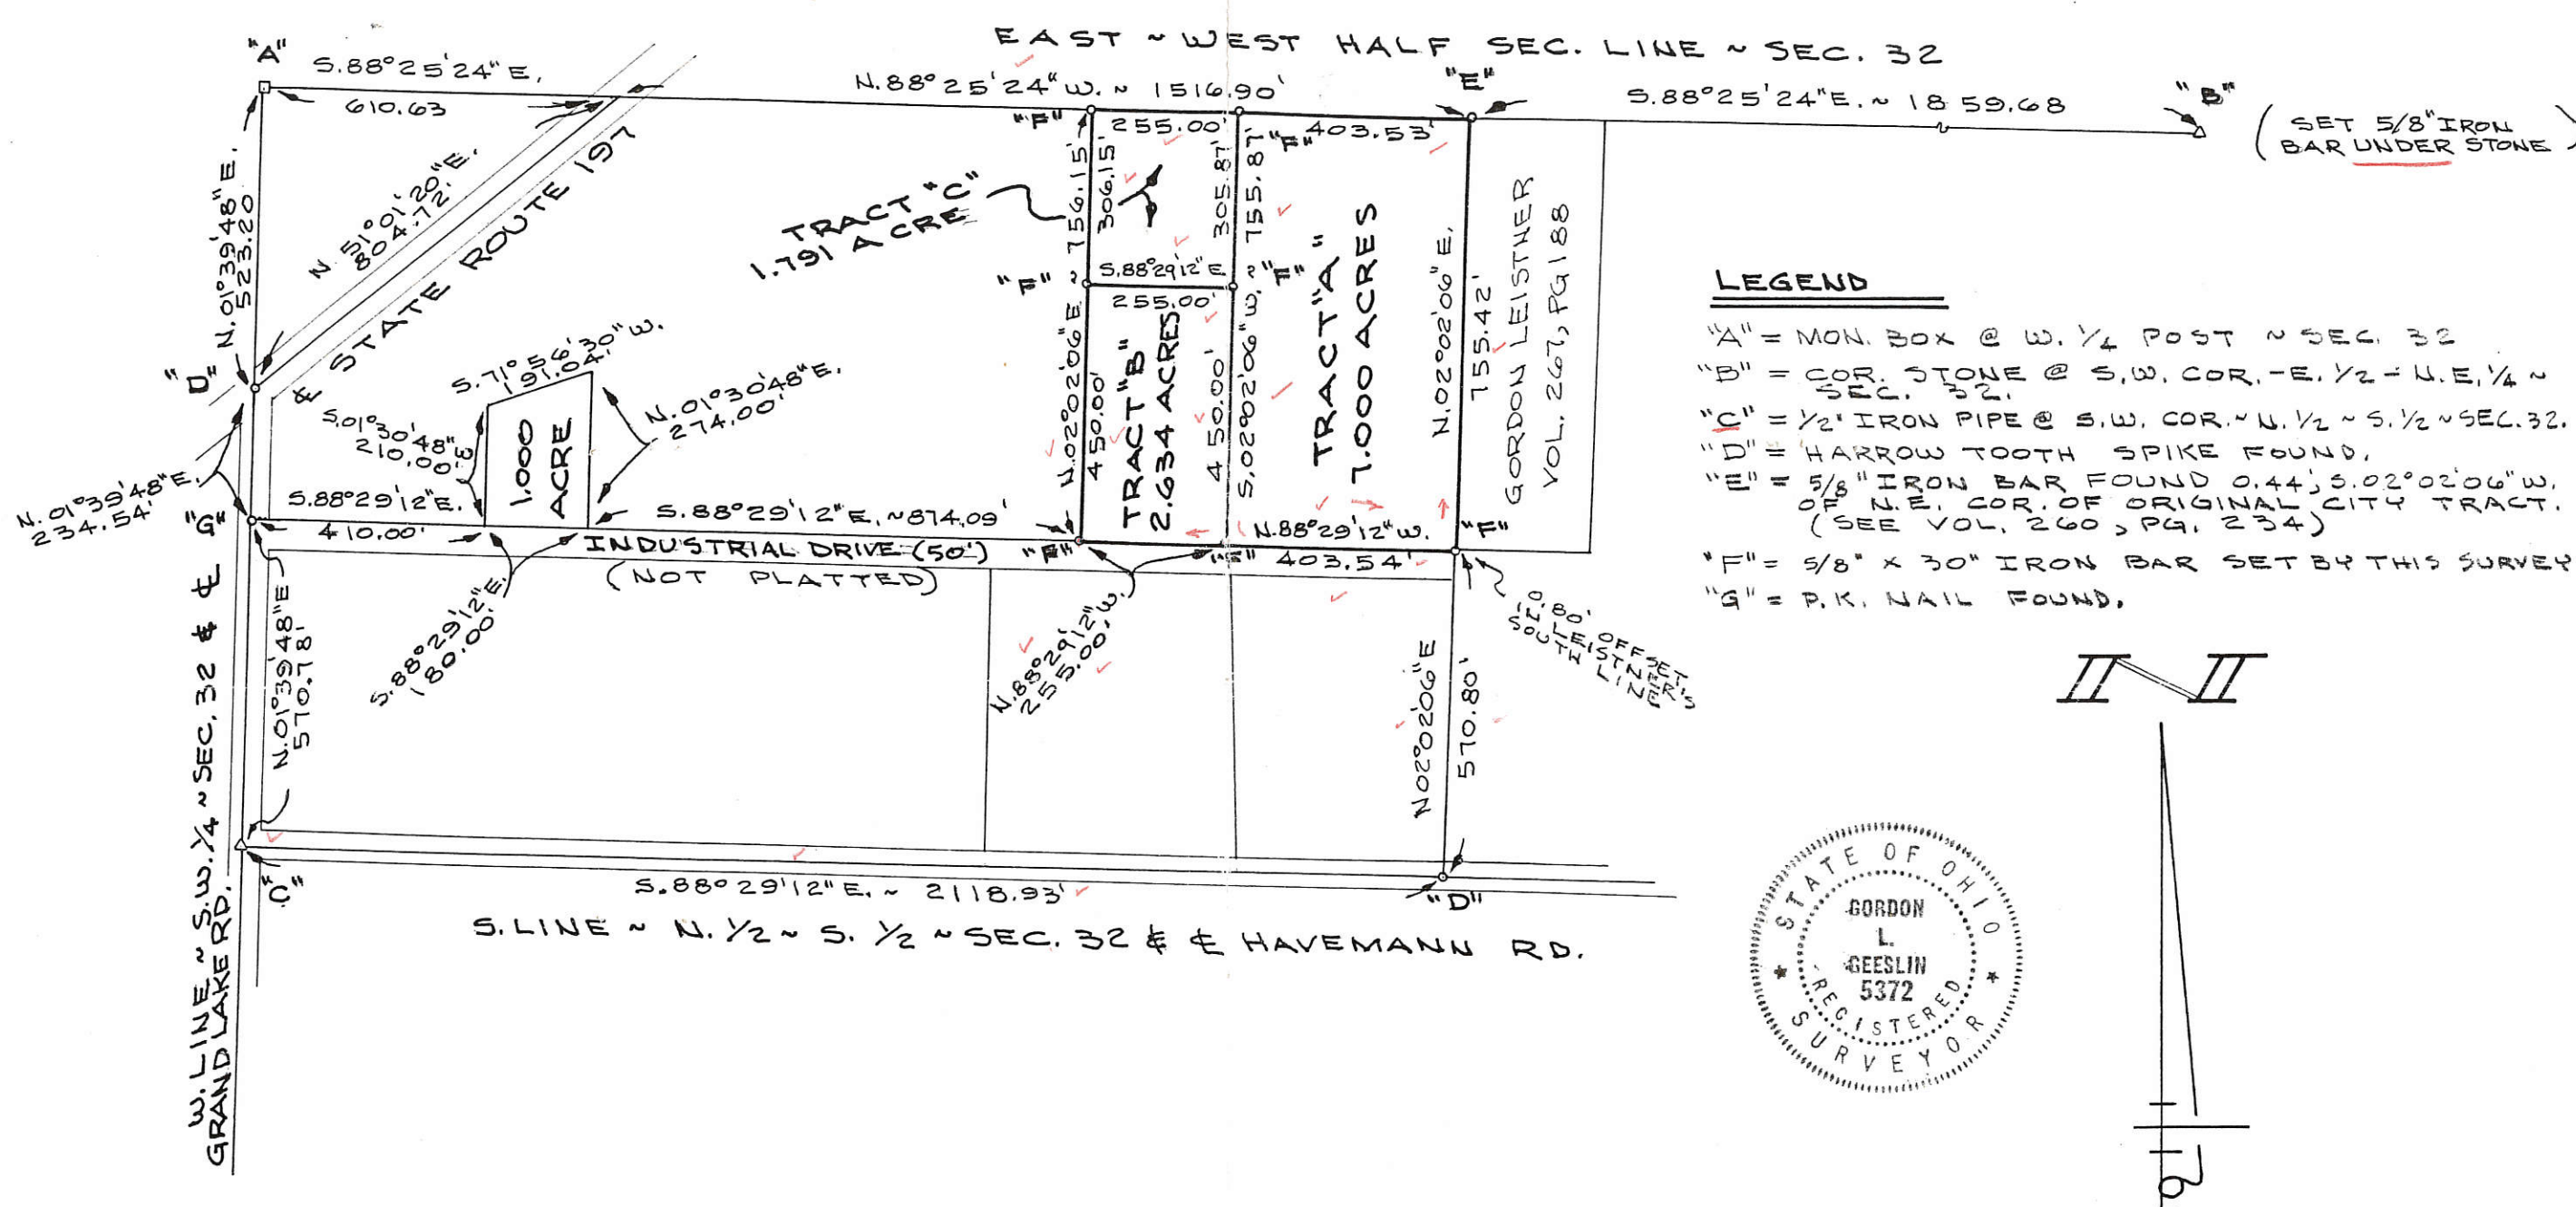 EAST ~ WEST HALF SEC. LINE ~ SEC. 32
"A"
S.88°25'24"E.
610.63
N.88°25'24"W. ~ 1516.90'
"E"
S.88°25'24"E. ~ 1859.68
"B"
(SET 5/8" IRON
BAR UNDER STONE)
N.01°39'48"E.
523.20
N 51°01'20"E.
804.72'
℄ STATE ROUTE 197
"F"
255.00'
"F"
403.53'
TRACT "C"
1.791 ACRE
N.02°02'06"E ~ 756.15'
306.15'
305.87'
S.02°02'06"W. ~ 755.87'
"F"
S.88°29'12"E.
"F"
255.00'
TRACT "B"
2.634 ACRES
450.00'
450.00'
TRACT "A"
7.000 ACRES
N.02°02'06"E.
755.42'
GORDON LEISTNER
VOL. 267, PG 188
"D"
S.71°56'30"W.
191.04'
S.01°30'48"E.
210.00'
1.000
ACRE
N.01°30'48"E.
274.00'
N.01°39'48"E.
234.54'
"G"
S.88°29'12"E.
410.00'
S.88°29'12"E. ~ 874.09'
"F"
"F"
N.88°29'12"W.
403.54'
"F"
INDUSTRIAL DRIVE (50')
(NOT PLATTED)
S.88°29'12"E.
180.00'
N.88°29'12"W.
255.00'
0.80' OFFSET
IN LEISTNER'S
SOUTH LINE
N.01°39'48"E
570.78'
N02°02'06"E
570.80'
W. LINE ~ S.W. 1/4 ~ SEC. 32 & ℄
GRAND LAKE RD.
"C"
S.88°29'12"E. ~ 2118.93'
"D"
S. LINE ~ N. 1/2 ~ S. 1/2 ~ SEC. 32 & ℄ HAVEMANN RD.
LEGEND
"A" = MON. BOX @ W. 1/4 POST ~ SEC. 32
"B" = COR. STONE @ S.W. COR. - E. 1/2 - N.E. 1/4 ~
SEC. 32.
"C" = 1/2" IRON PIPE @ S.W. COR. ~ N. 1/2 ~ S. 1/2 ~ SEC. 32.
"D" = HARROW TOOTH SPIKE FOUND.
"E" = 5/8" IRON BAR FOUND 0.44', S.02°02'06"W.
OF N.E. COR. OF ORIGINAL CITY TRACT.
(SEE VOL. 260, PG. 234)
"F" = 5/8" X 30" IRON BAR SET BY THIS SURVEY
"G" = P.K. NAIL FOUND.
N
STATE OF OHIO
GORDON
L.
GEESLIN
5372
REGISTERED
SURVEYOR